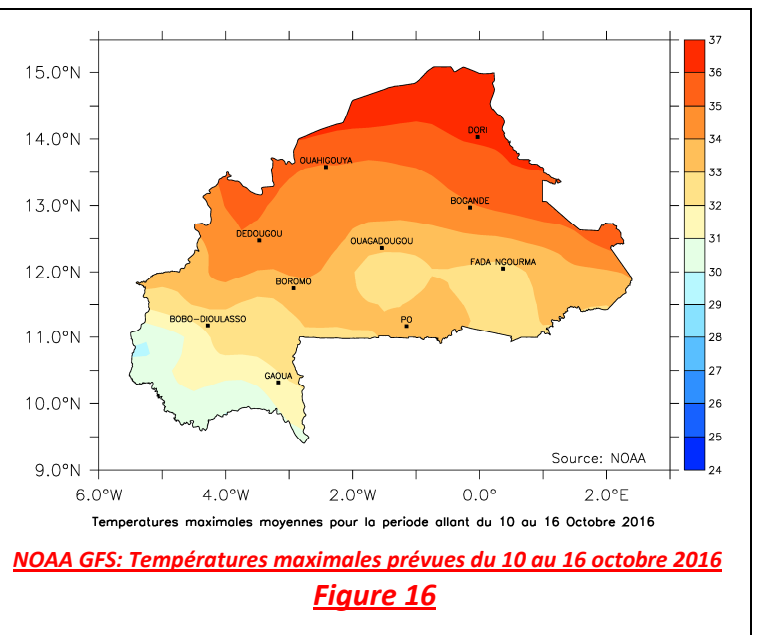 37
15.0°N
36
35
14.0°N
DORI
34
OUAHIGOUYA
33
13.0°N
BOGANDE
32
DEDOUGOU
OUAGADOUGOU
31
FADA NGOURMA
12.0°N
30
BOROMO
29
BOBO-DIOULASSO
PO
28
11.0°N
27
GAOUA
26
10.0°N
25
Source: NOAA
24
9.0°N
6.0°W 4.0°W 2.0°W 0.0° 2.0°E
Temperatures maximales moyennes pour la periode allant du 10 au 16 Octobre 2016
NOAA GFS: Températures maximales prévues du 10 au 16 octobre 2016
Figure 16